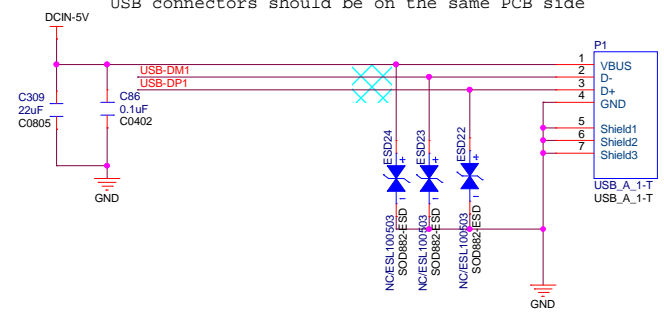 USB connectors should be on the same PCB side
DCIN-5V
USB-DM1
USB-DP1
C309
22uF
C0805
C86
0.1uF
C0402
GND
ESD24
NC/ESL100503
SOD882-ESD
ESD23
NC/ESL100503
SOD882-ESD
ESD22
NC/ESL100503
SOD882-ESD
P1
1 VBUS
2 D-
3 D+
4 GND
5 Shield1
6 Shield2
7 Shield3
USB_A_1-T
USB_A_1-T
GND